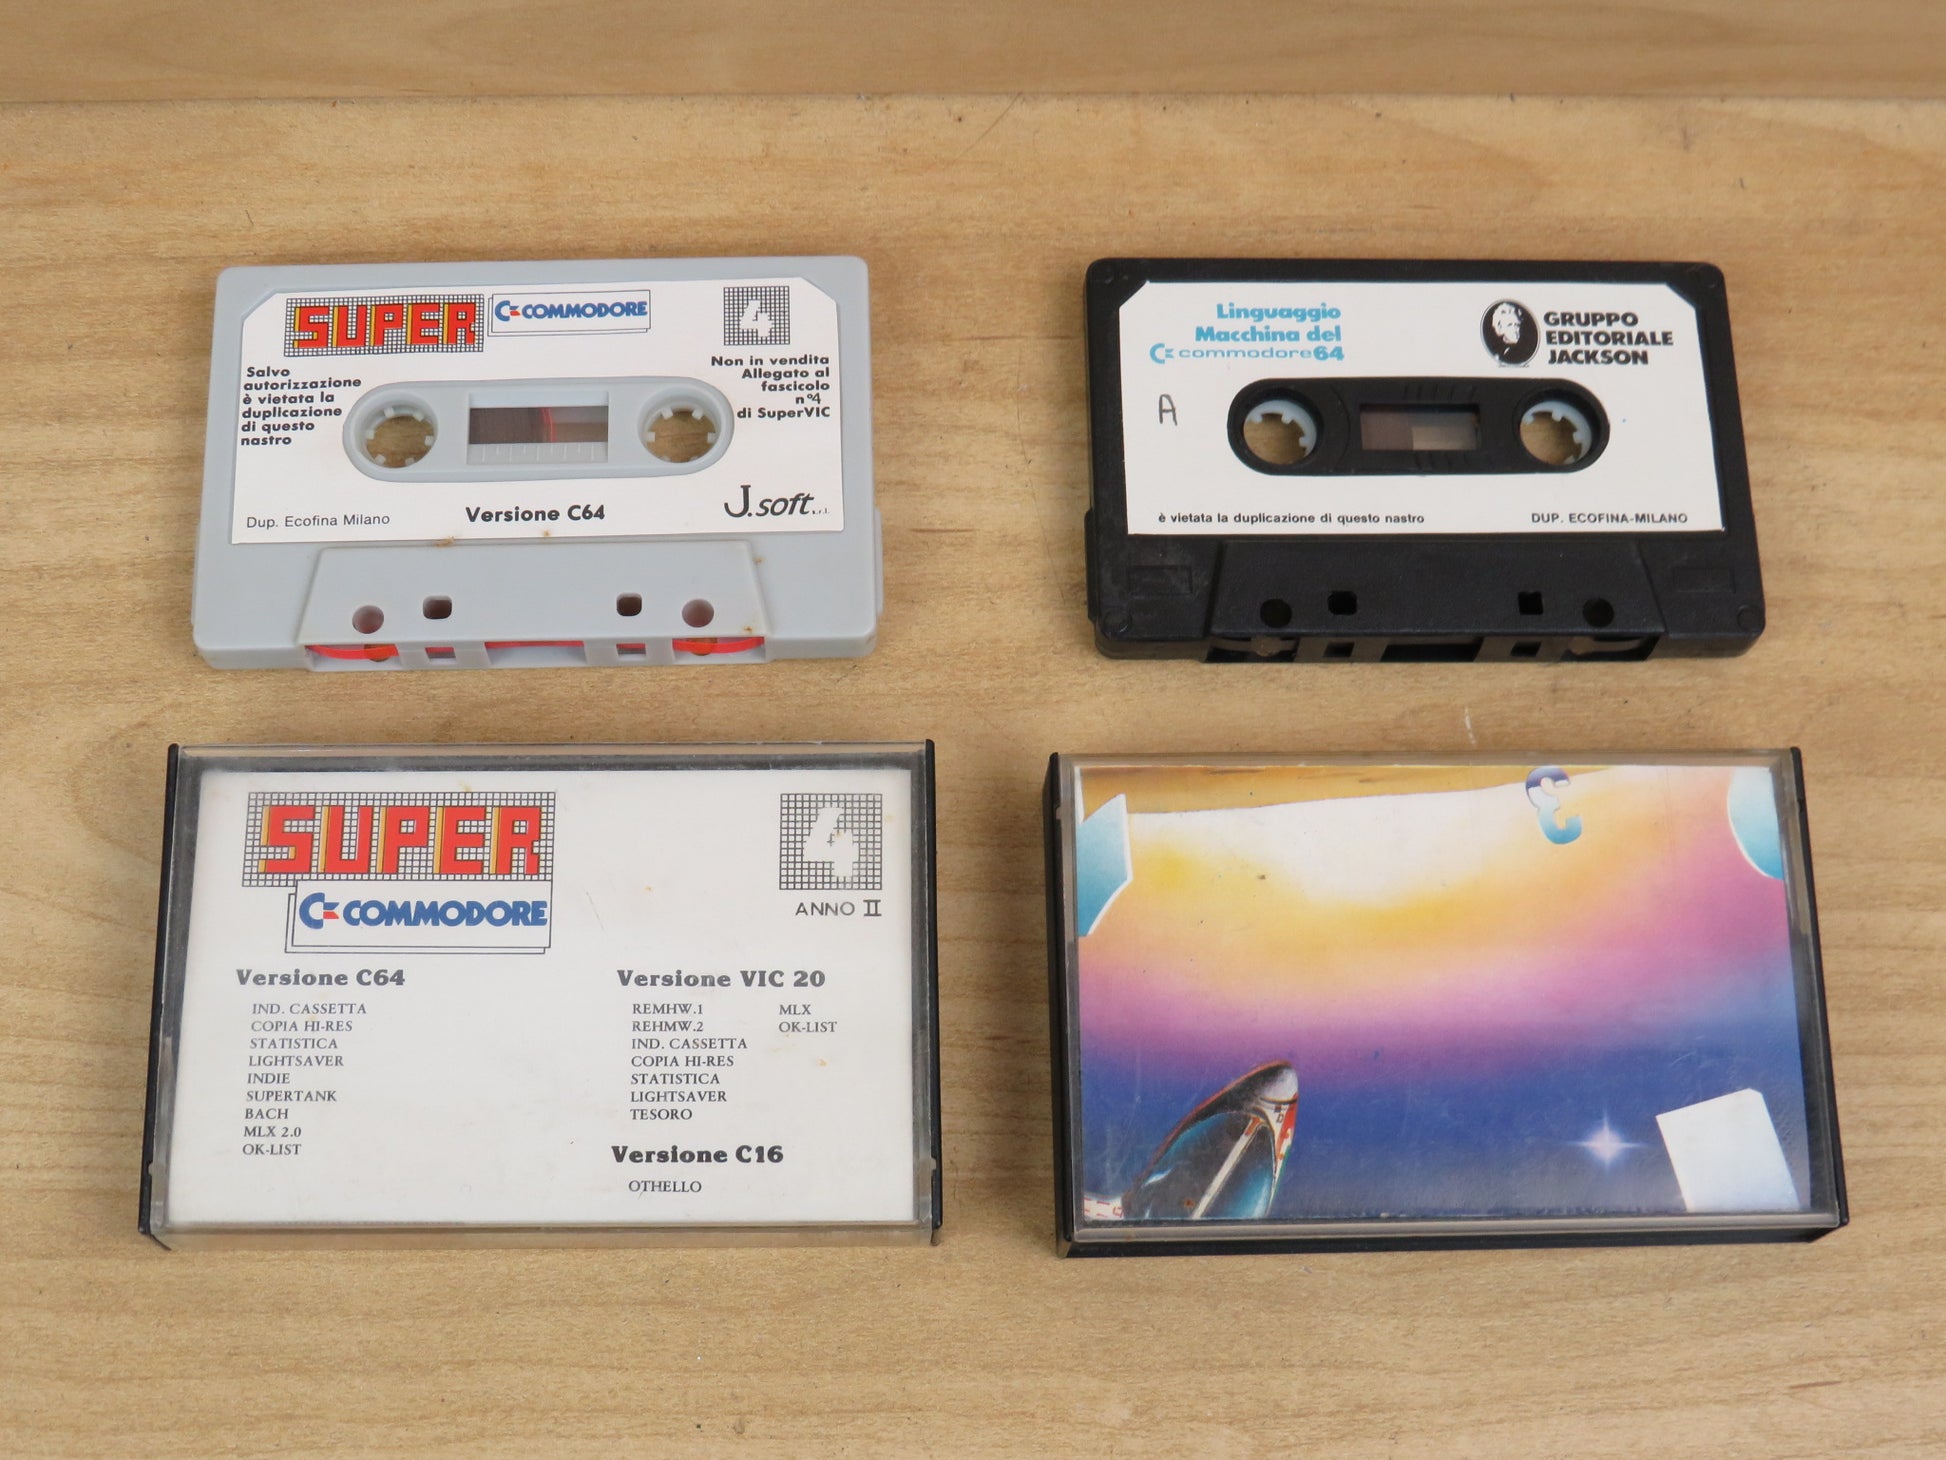 SUPER
COMMODORE
4
Salvo
autorizzazione
è vietata la
duplicazione
di questo
nastro
Non in vendita
Allegato al
fascicolo
n°4
di SuperVIC
Dup. Ecofina Milano
Versione C64
J.soft s.r.l.
Linguaggio
Macchina del
commodore 64
GRUPPO
EDITORIALE
JACKSON
A
è vietata la duplicazione di questo nastro
DUP. ECOFINA-MILANO
SUPER
COMMODORE
4
ANNO II
Versione C64
IND. CASSETTA
COPIA HI-RES
STATISTICA
LIGHTSAVER
INDIE
SUPERTANK
BACH
MLX 2.0
OK-LIST
Versione VIC 20
REMHW.1
REHMW.2
IND. CASSETTA
COPIA HI-RES
STATISTICA
LIGHTSAVER
TESORO
MLX
OK-LIST
Versione C16
OTHELLO
3